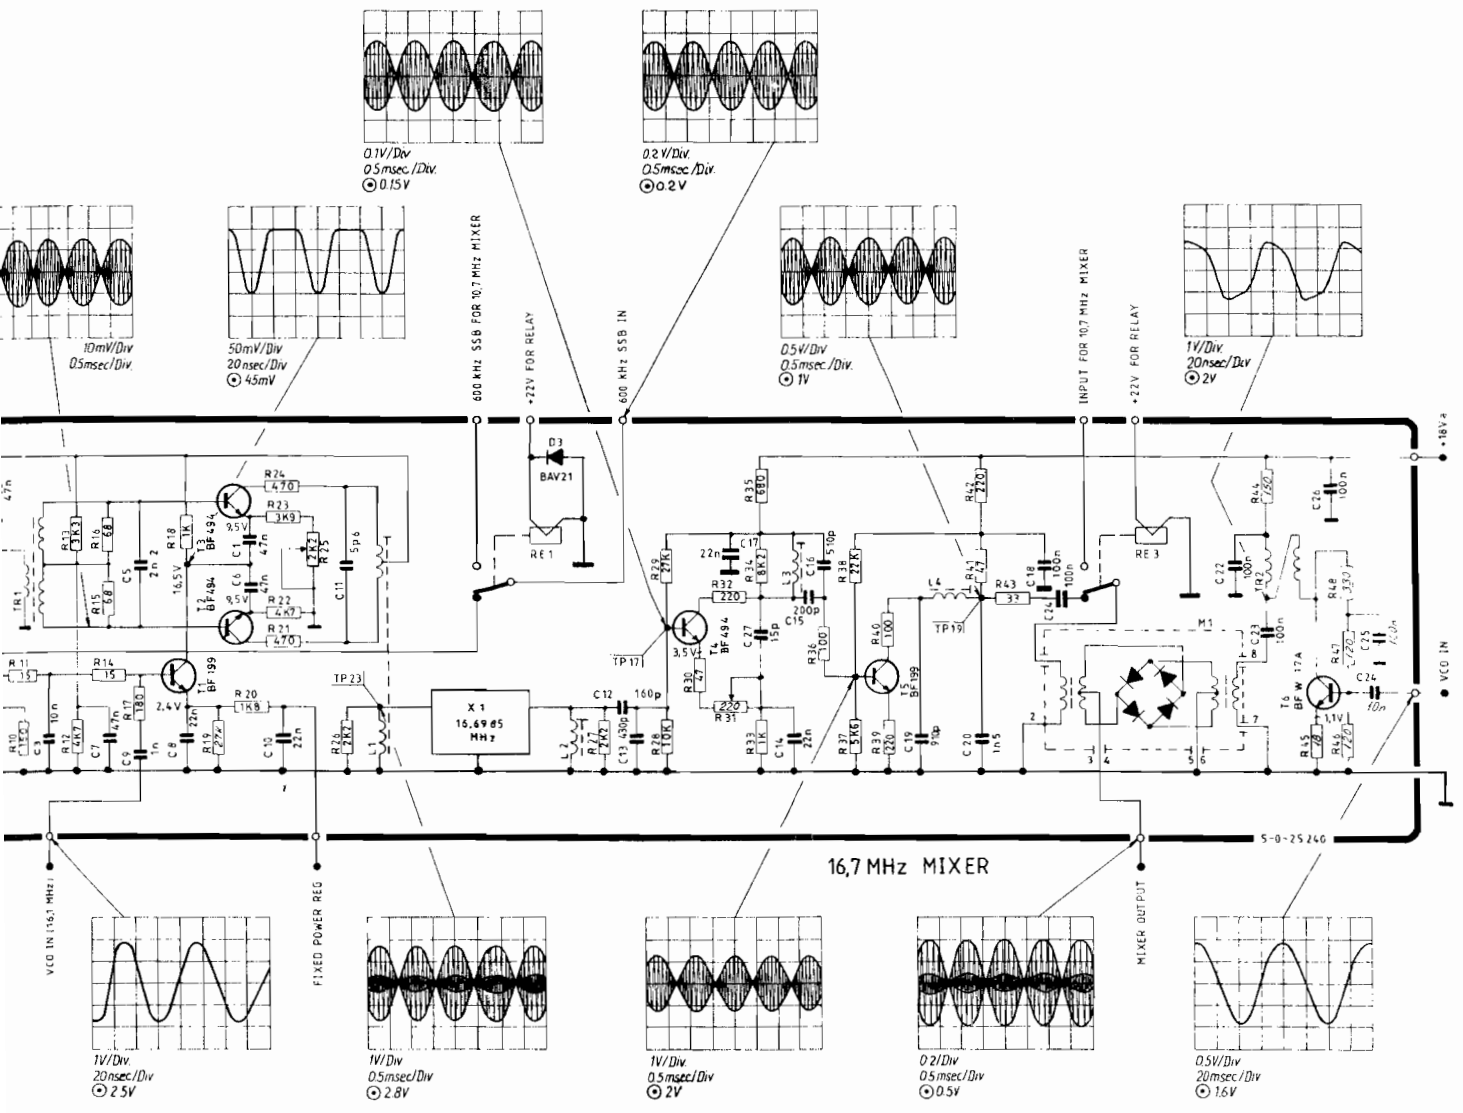 0.1V/Div
0.5msec/Div.
0.15V
0.2V/Div.
0.5msec/Div.
0.2V
10mV/Div
0.5msec/Div.
50mV/Div
20nsec/Div
45mV
600 KHZ SSB FOR 10,7 MHZ MIXER
+22V FOR RELAY
600 KHZ SSB IN
0.5V/Div
0.5msec/Div.
1V
INPUT FOR 10,7 MHZ MIXER
+22V FOR RELAY
1V/Div.
20nsec/Div
2V
+18Va
47n
TR1
R13
3K3
R16
68
R15
68
C5
2n2
R18
1K
16,5V
T3
BF494
9,5V
C1
47n
C6
47n
BF494
9,5V
R24
470
R23
3K9
R25
2K2
R22
4K7
R21
470
C11
5p6
D3
BAV21
RE1
R29
27K
22n
C17
R35
680
R34
8K2
R32
220
L3
C16
510p
200p
C15
R38
22K
R42
220
R41
47
L4
TP19
R43
33
C18
100n
100n
C24
RE3
R44
150
C26
100n
C22
100n
TR2
C23
100n
R48
330
R47
120
C25
100n
C24
10n
VCO IN
R11
15
R14
15
T1
BF199
2,4V
R17
180
R10
150
C3
10n
R12
4K7
C7
47n
C9
1n
C8
22n
R19
27K
R20
1K8
C10
22n
TP23
R26
2K2
L1
X1
16,6985
MHz
L2
R27
2K2
C12
160p
C13
430p
R28
10K
TP17
3,5V
T4
BF494
R30
47
R31
220
C27
15p
R33
1K
C14
22n
R36
100
R37
5K6
R40
100
T5
BF199
R39
220
C19
910p
C20
1n5
M1
2
3
4
5
6
7
8
T6
BFW 17A
1,1V
R45
18
R46
120
5-0-25240
16,7 MHz MIXER
VCO IN (16,1 MHz)
FIXED POWER REG
MIXER OUTPUT
1V/Div.
20nsec/Div
2.5V
1V/Div
0.5msec/Div
2.8V
1V/Div
0.5msec/Div
2V
0.2/Div
0.5msec/Div
0.5V
0.5V/Div
20msec/Div
1.6V